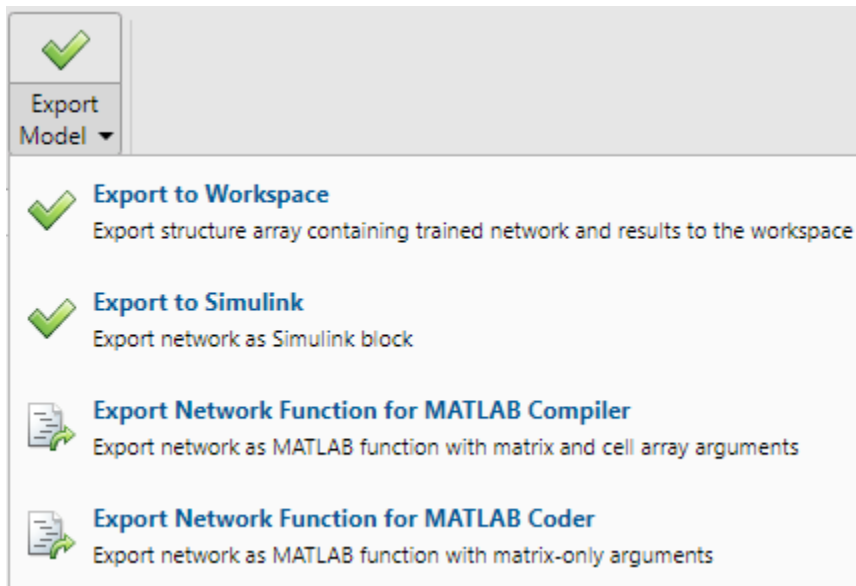 Export
Model
Export to Workspace
Export structure array containing trained network and results to the workspace
Export to Simulink
Export network as Simulink block
Export Network Function for MATLAB Compiler
Export network as MATLAB function with matrix and cell array arguments
Export Network Function for MATLAB Coder
Export network as MATLAB function with matrix-only arguments